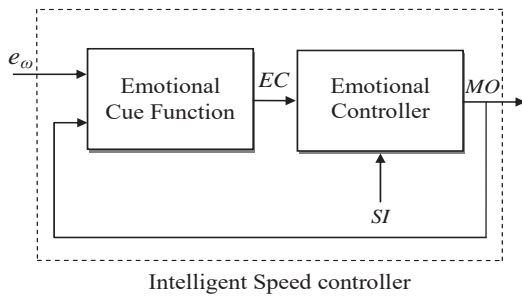 e_ω
Emotional
Cue Function
EC
Emotional
Controller
MO
SI
Intelligent Speed controller